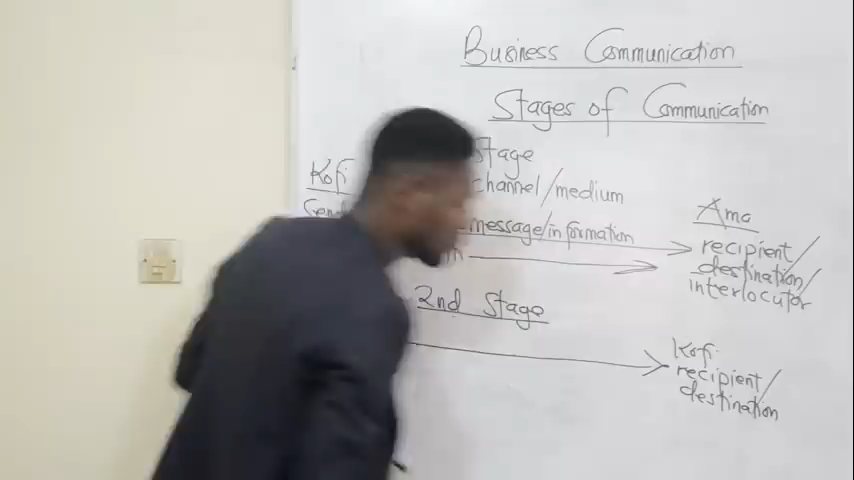 Business Communication
Stages of Communication
Stage
Kofi
channel/medium
Ama
message/information
recipient/
destination/
interlocutor
2nd Stage
Kofi
recipient/
destination